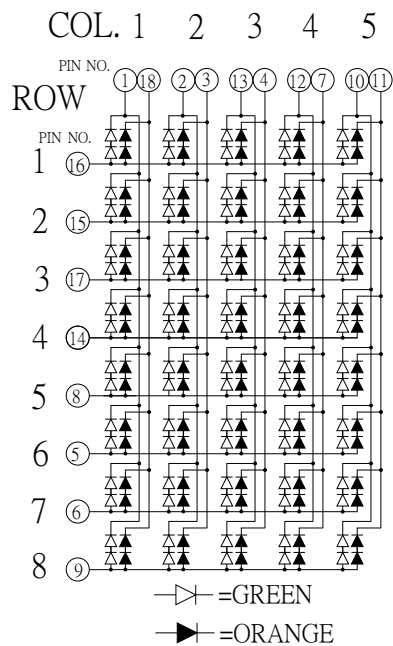 COL. 1 2 3 4 5
PIN NO.
1 18 2 3 13 4 12 7 10 11
ROW
PIN NO.
1 16
2 15
3 17
4 14
5 8
6 5
7 6
8 9
=GREEN
=ORANGE